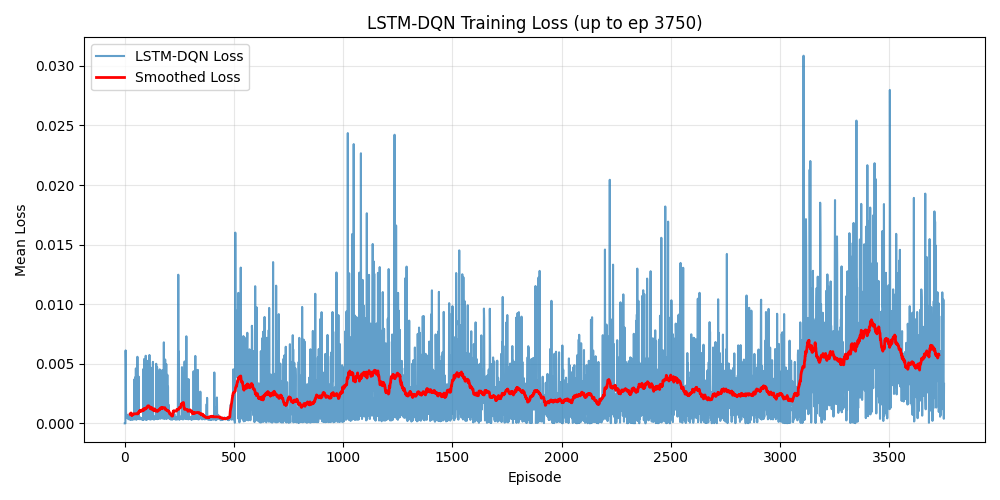 LSTM-DQN Training Loss (up to ep 3750)
LSTM-DQN Loss
Smoothed Loss
Mean Loss
0.030
0.025
0.020
0.015
0.010
0.005
0.000
0 500 1000 1500 2000 2500 3000 3500
Episode